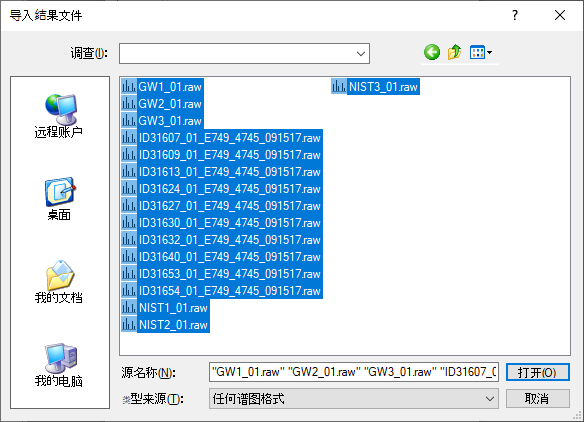 导入结果文件
调查(I):
远程账户
桌面
我的文档
我的电脑
GW1_01.raw
GW2_01.raw
GW3_01.raw
ID31607_01_E749_4745_091517.raw
ID31609_01_E749_4745_091517.raw
ID31613_01_E749_4745_091517.raw
ID31624_01_E749_4745_091517.raw
ID31627_01_E749_4745_091517.raw
ID31630_01_E749_4745_091517.raw
ID31632_01_E749_4745_091517.raw
ID31640_01_E749_4745_091517.raw
ID31653_01_E749_4745_091517.raw
ID31654_01_E749_4745_091517.raw
NIST1_01.raw
NIST2_01.raw
NIST3_01.raw
源名称(N):
"GW1_01.raw" "GW2_01.raw" "GW3_01.raw" "ID31607_0
打开(O)
类型来源(T):
任何谱图格式
取消